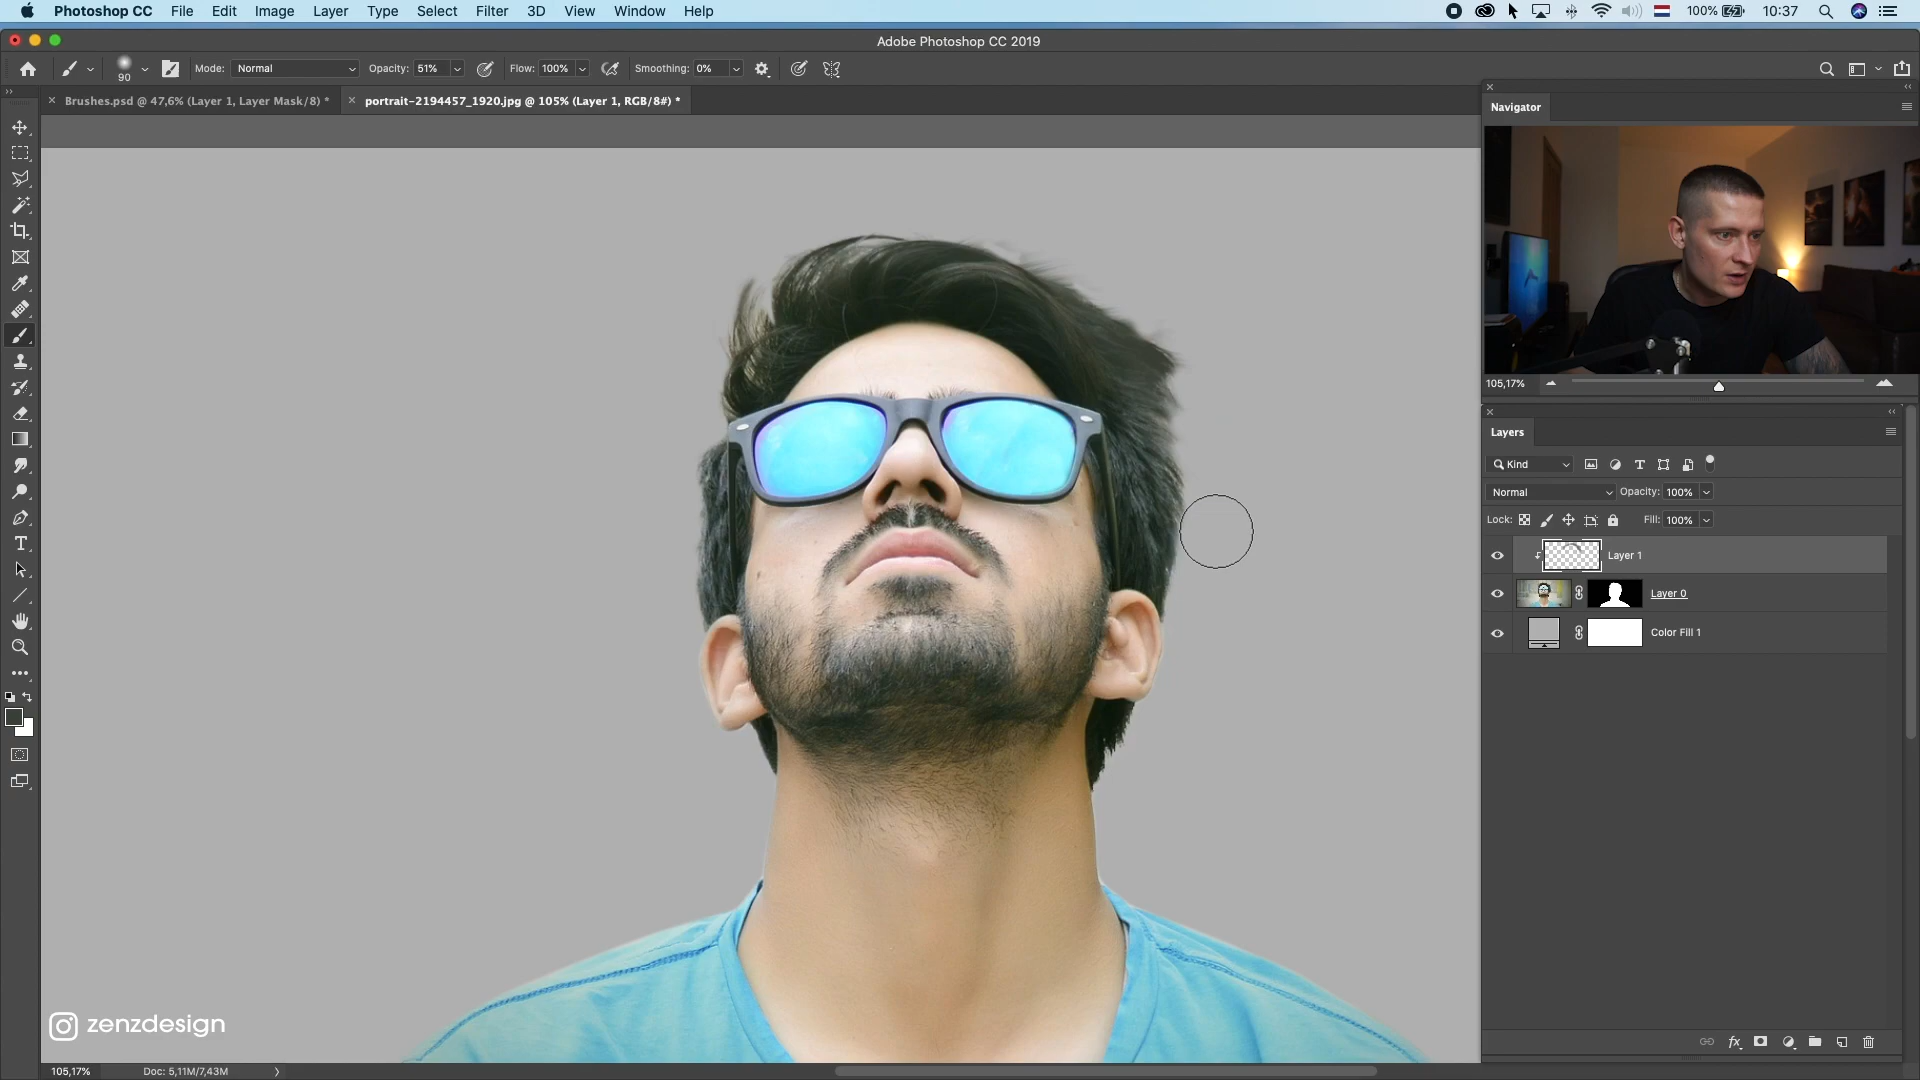 Photoshop CC File Edit Image Layer Type Select Filter 3D View Window Help 100% 10:37
Adobe Photoshop CC 2019
90 Mode: Normal Opacity: 51% Flow: 100% Smoothing: 0%
Brushes.psd @ 47,6% (Layer 1, Layer Mask/8) * portrait-2194457_1920.jpg @ 105% (Layer 1, RGB/8#) *
Navigator
105,17%
Layers
Kind
Normal Opacity: 100%
Lock: Fill: 100%
Layer 1
Layer 0
Color Fill 1
zenzdesign
105,17% Doc: 5,11M/7,43M